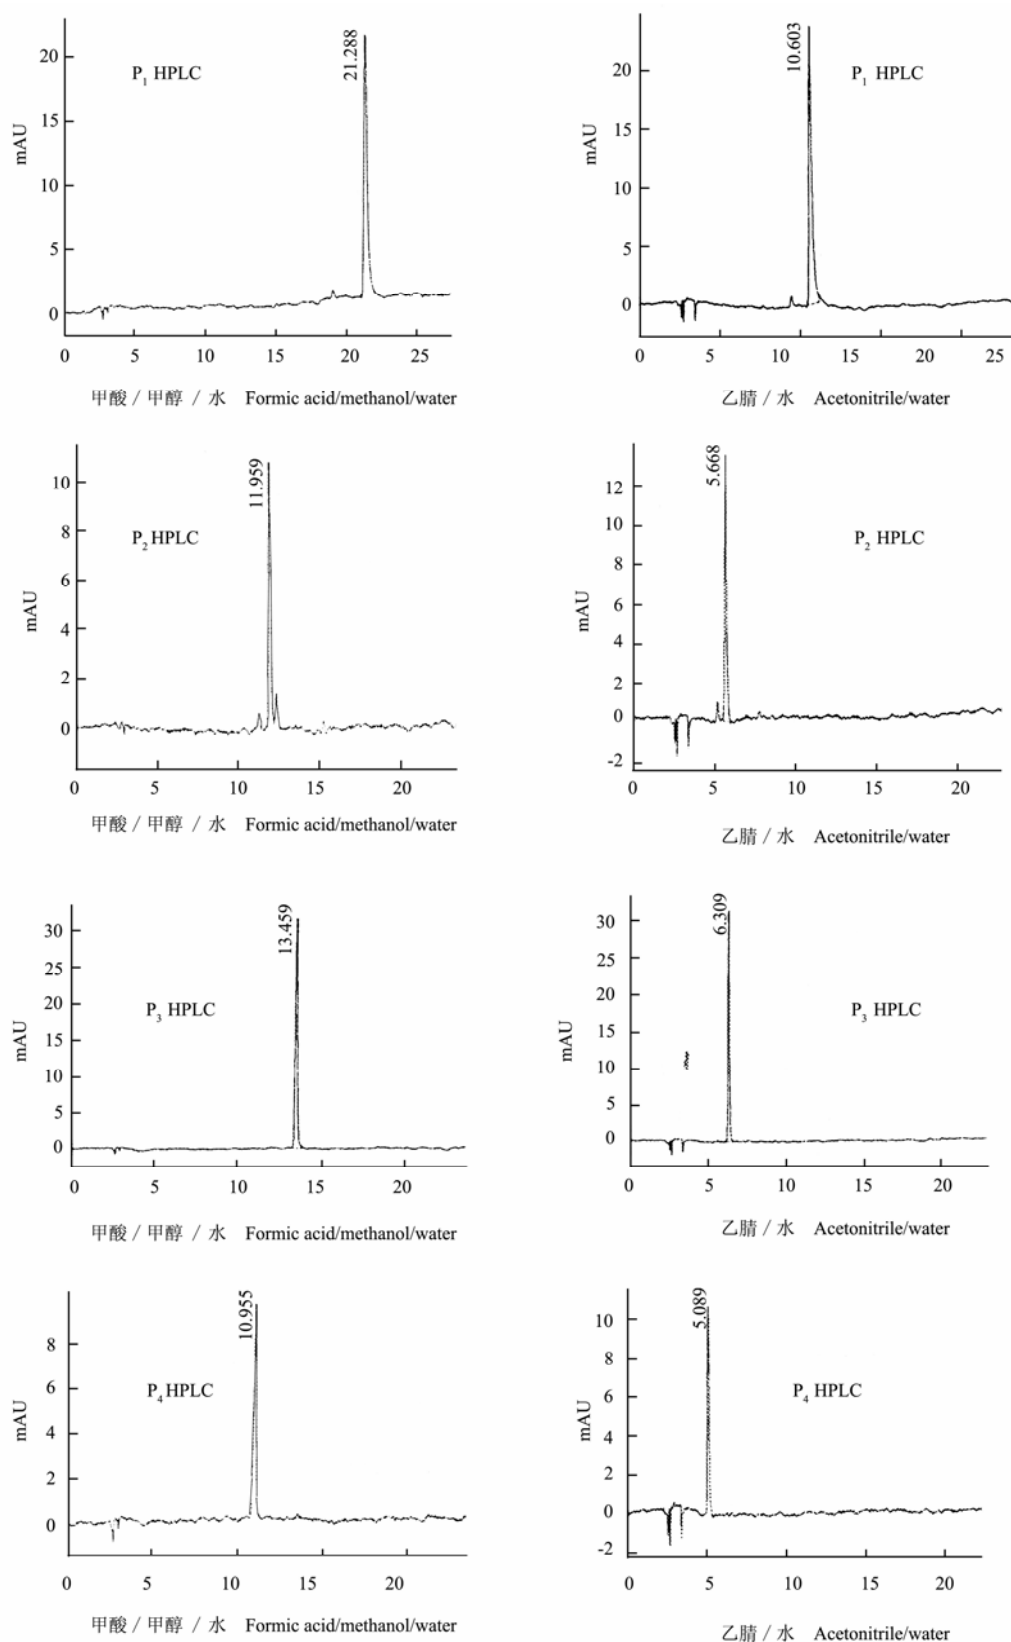 21.288
P1 HPLC
mAU
20
15
10
5
0
0 5 10 15 20 25
甲酸 / 甲醇 / 水 Formic acid/methanol/water
10.603
P1 HPLC
mAU
20
15
10
5
0
0 5 10 15 20 25
乙腈 / 水 Acetonitrile/water
11.959
P2 HPLC
mAU
10
8
6
4
2
0
0 5 10 15 20
甲酸 / 甲醇 / 水 Formic acid/methanol/water
5.668
P2 HPLC
mAU
12
10
8
6
4
2
0
-2
0 5 10 15 20
乙腈 / 水 Acetonitrile/water
13.459
P3 HPLC
mAU
30
25
20
15
10
5
0
0 5 10 15 20
甲酸 / 甲醇 / 水 Formic acid/methanol/water
6.309
P3 HPLC
mAU
30
25
20
15
10
5
0
0 5 10 15 20
乙腈 / 水 Acetonitrile/water
10.955
P4 HPLC
mAU
8
6
4
2
0
0 5 10 15 20
甲酸 / 甲醇 / 水 Formic acid/methanol/water
5.089
P4 HPLC
mAU
10
8
6
4
2
0
-2
0 5 10 15 20
乙腈 / 水 Acetonitrile/water